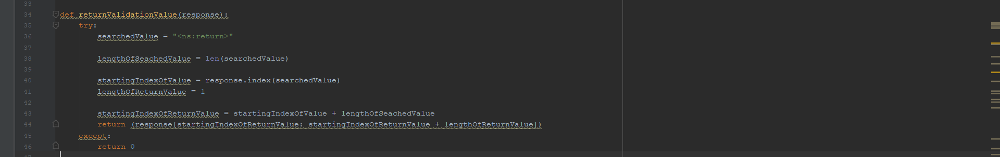 33
34 def returnValidationValue(response):
35 try:
36 searchedValue = "<ns:return>"
37
38 lengthOfSeachedValue = len(searchedValue)
39
40 startingIndexOfValue = response.index(searchedValue)
41 lengthOfReturnValue = 1
42
43 startingIndexOfReturnValue = startingIndexOfValue + lengthOfSeachedValue
44 return (response[startingIndexOfReturnValue: startingIndexOfReturnValue + lengthOfReturnValue])
45 except:
46 return 0